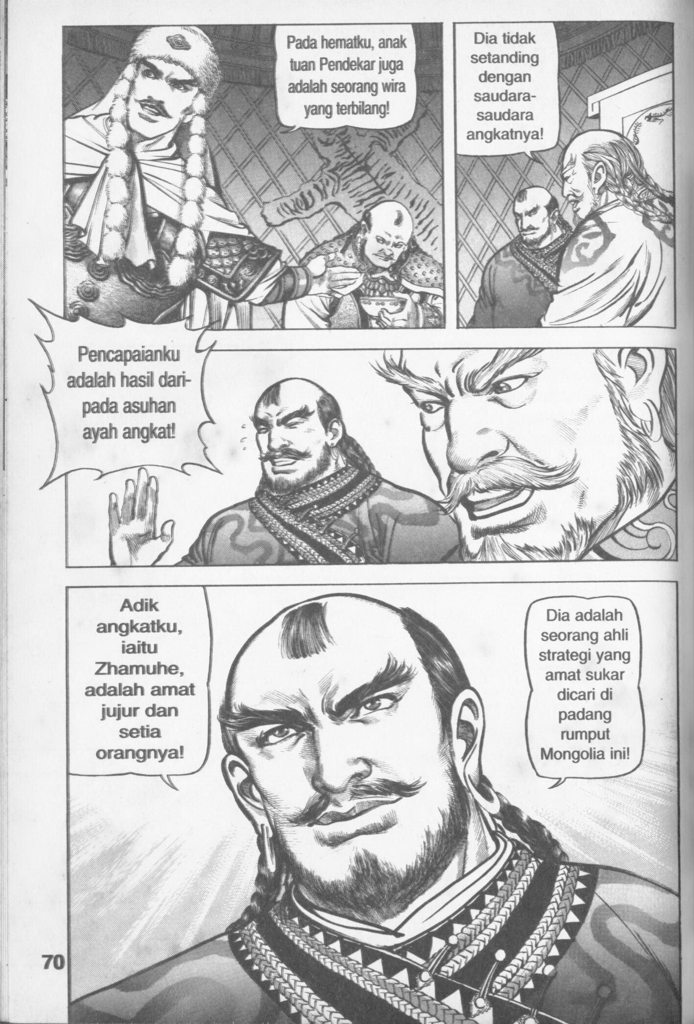 Pada hematku, anak
tuan Pendekar juga
adalah seorang wira
yang terbilang!
Dia tidak
setanding
dengan
saudara-
saudara
angkatnya!
Pencapaianku
adalah hasil dari-
pada asuhan
ayah angkat!
Adik
angkatku,
iaitu
Zhamuhe,
adalah amat
jujur dan
setia
orangnya!
Dia adalah
seorang ahli
strategi yang
amat sukar
dicari di
padang
rumput
Mongolia ini!
70